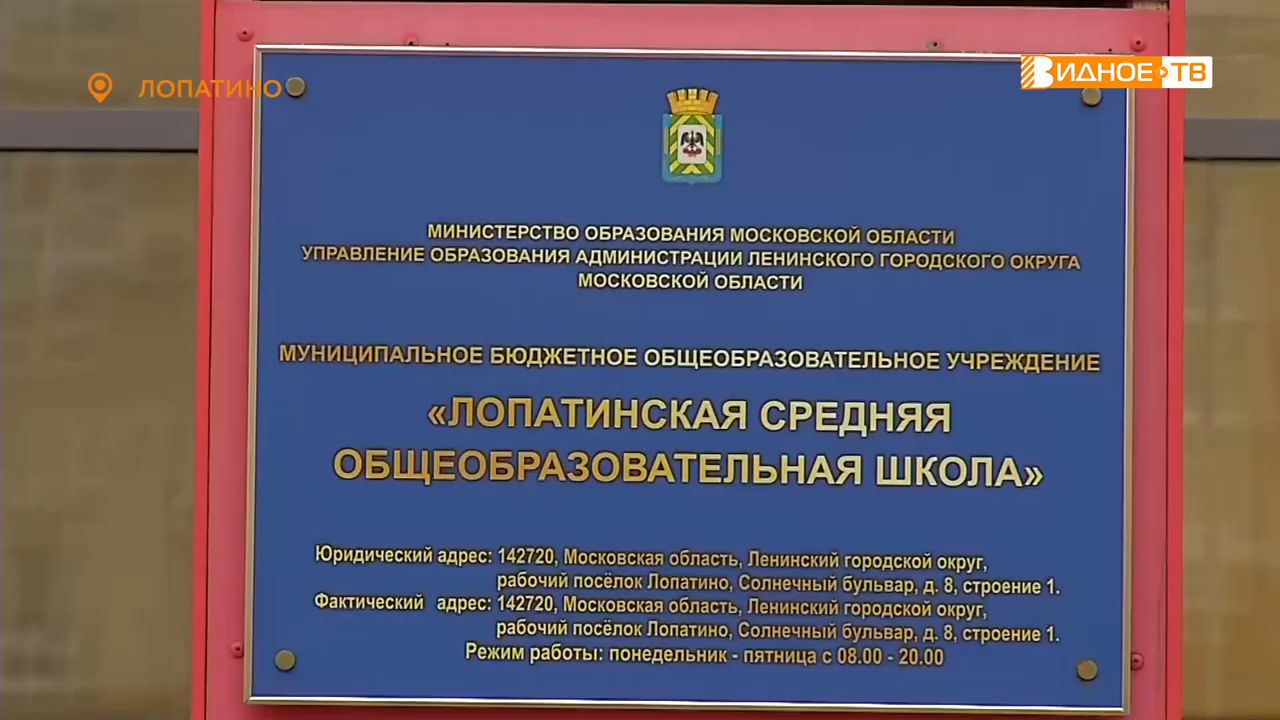 ЛОПАТИНО
ВИДНОЕ ТВ
МИНИСТЕРСТВО ОБРАЗОВАНИЯ МОСКОВСКОЙ ОБЛАСТИ
УПРАВЛЕНИЕ ОБРАЗОВАНИЯ АДМИНИСТРАЦИИ ЛЕНИНСКОГО ГОРОДСКОГО ОКРУГА
МОСКОВСКОЙ ОБЛАСТИ
МУНИЦИПАЛЬНОЕ БЮДЖЕТНОЕ ОБЩЕОБРАЗОВАТЕЛЬНОЕ УЧРЕЖДЕНИЕ
«ЛОПАТИНСКАЯ СРЕДНЯЯ
ОБЩЕОБРАЗОВАТЕЛЬНАЯ ШКОЛА»
Юридический адрес: 142720, Московская область, Ленинский городской округ,
рабочий посёлок Лопатино, Солнечный бульвар, д. 8, строение 1.
Фактический адрес: 142720, Московская область, Ленинский городской округ,
рабочий посёлок Лопатино, Солнечный бульвар, д. 8, строение 1.
Режим работы: понедельник - пятница с 08.00 - 20.00